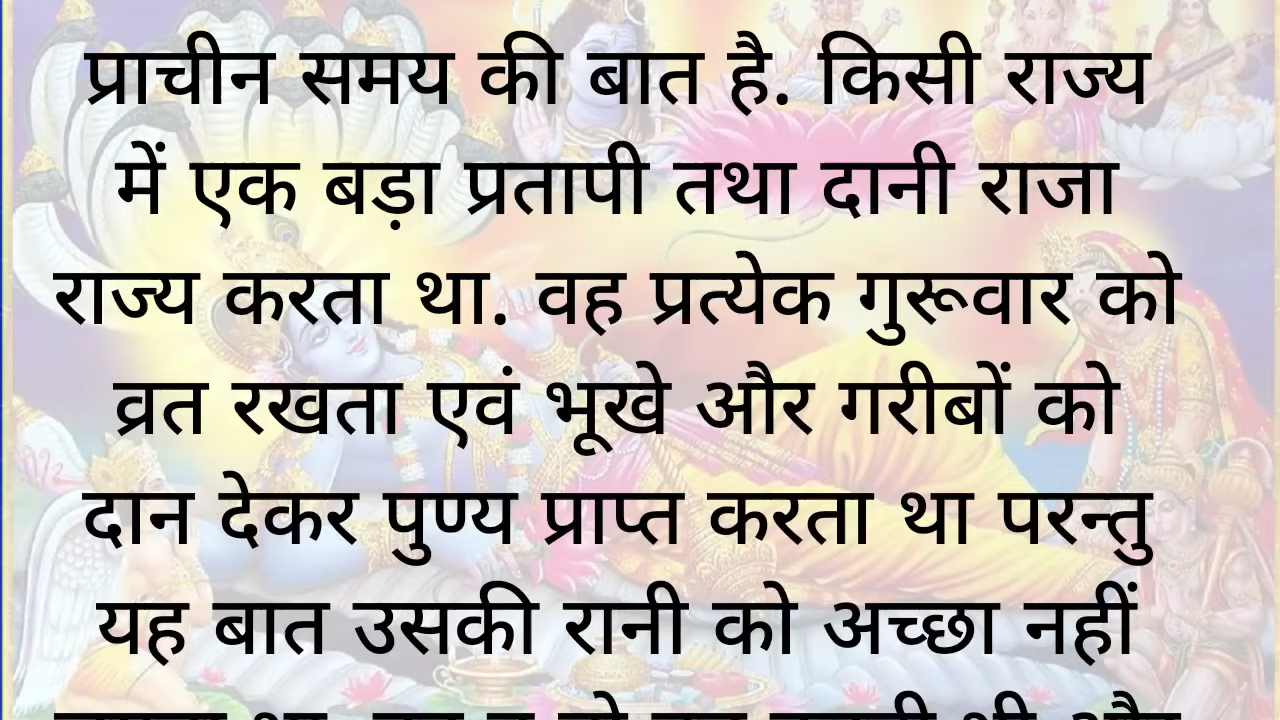 प्राचीन समय की बात है. किसी राज्य
में एक बड़ा प्रतापी तथा दानी राजा
राज्य करता था. वह प्रत्येक गुरूवार को
व्रत रखता एवं भूखे और गरीबों को
दान देकर पुण्य प्राप्त करता था परन्तु
यह बात उसकी रानी को अच्छा नहीं